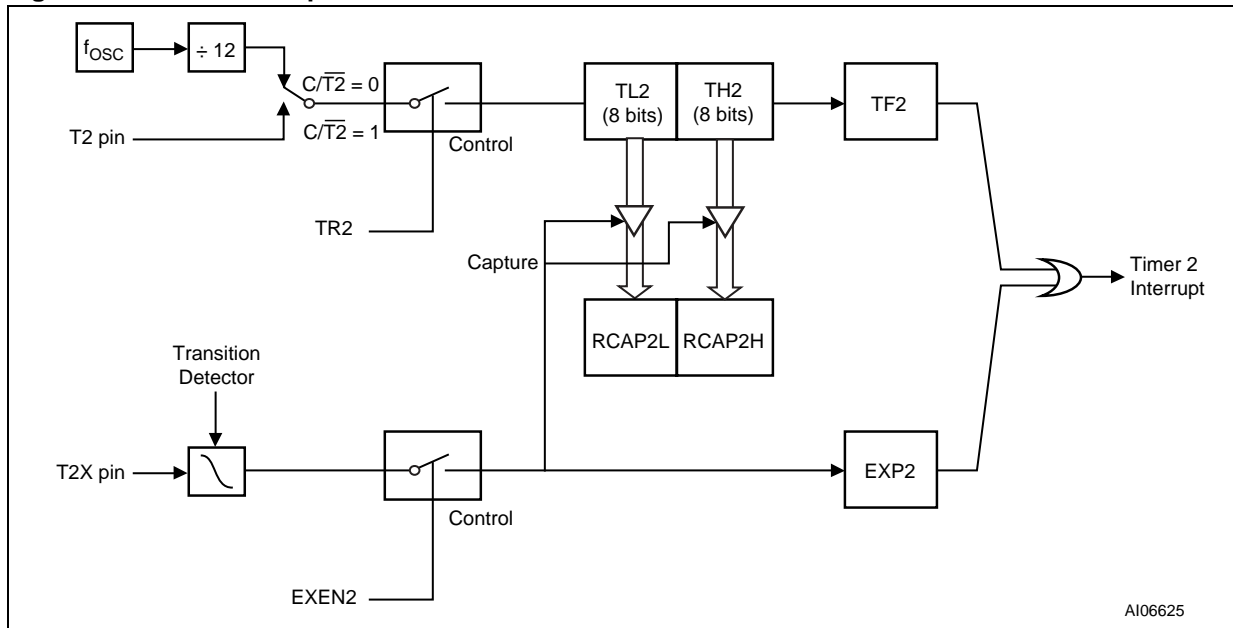 fOSC
÷ 12
C/T2̅ = 0
TL2
(8 bits)
TH2
(8 bits)
TF2
T2 pin
C/T2̅ = 1
Control
TR2
Capture
Timer 2
Interrupt
RCAP2L
RCAP2H
Transition
Detector
T2X pin
EXP2
Control
EXEN2
AI06625